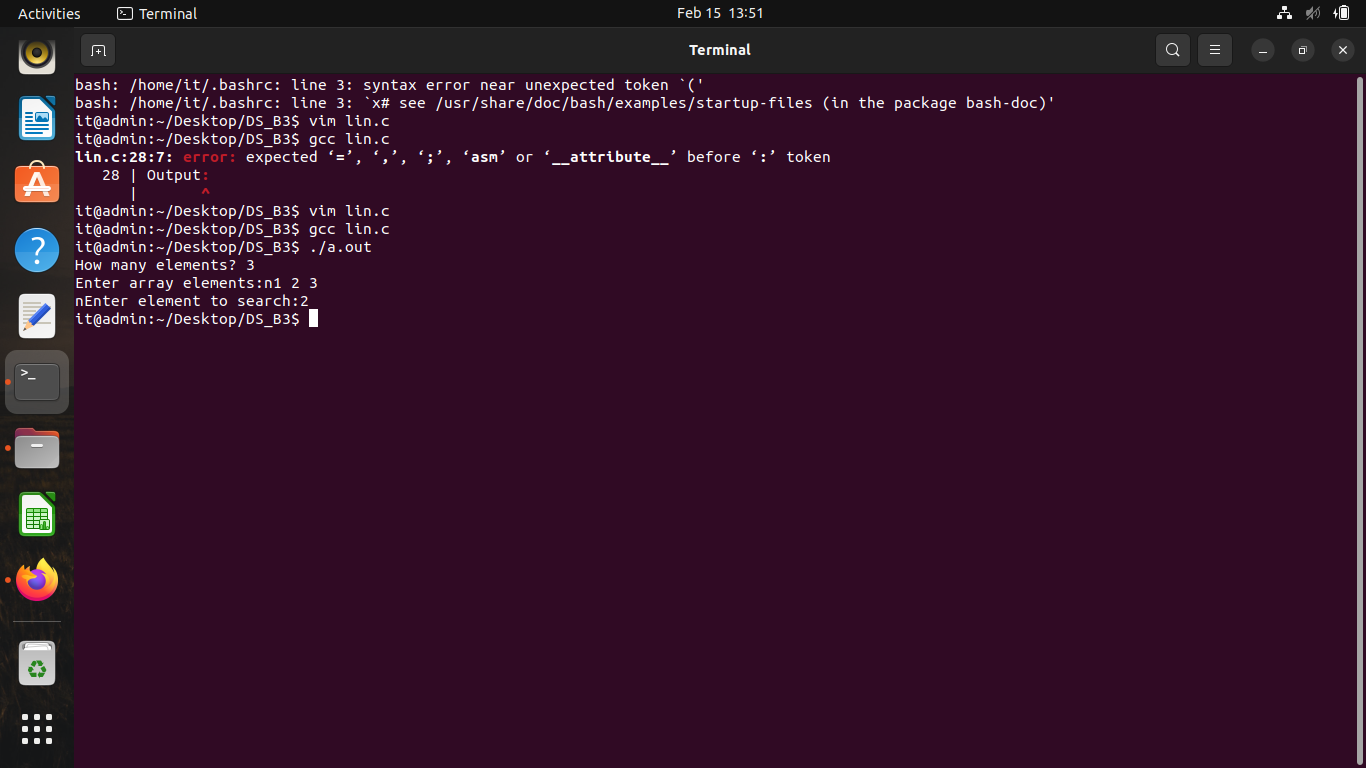 Activities
Terminal
Feb 15 13:51
Terminal
bash: /home/it/.bashrc: line 3: syntax error near unexpected token `('
bash: /home/it/.bashrc: line 3: `x# see /usr/share/doc/bash/examples/startup-files (in the package bash-doc)'
it@admin:~/Desktop/DS_B3$ vim lin.c
it@admin:~/Desktop/DS_B3$ gcc lin.c
lin.c:28:7: error: expected ‘=’, ‘,’, ‘;’, ‘asm’ or ‘__attribute__’ before ‘:’ token
   28 | Output:
      |       ^
it@admin:~/Desktop/DS_B3$ vim lin.c
it@admin:~/Desktop/DS_B3$ gcc lin.c
it@admin:~/Desktop/DS_B3$ ./a.out
How many elements? 3
Enter array elements:n1 2 3
nEnter element to search:2
it@admin:~/Desktop/DS_B3$